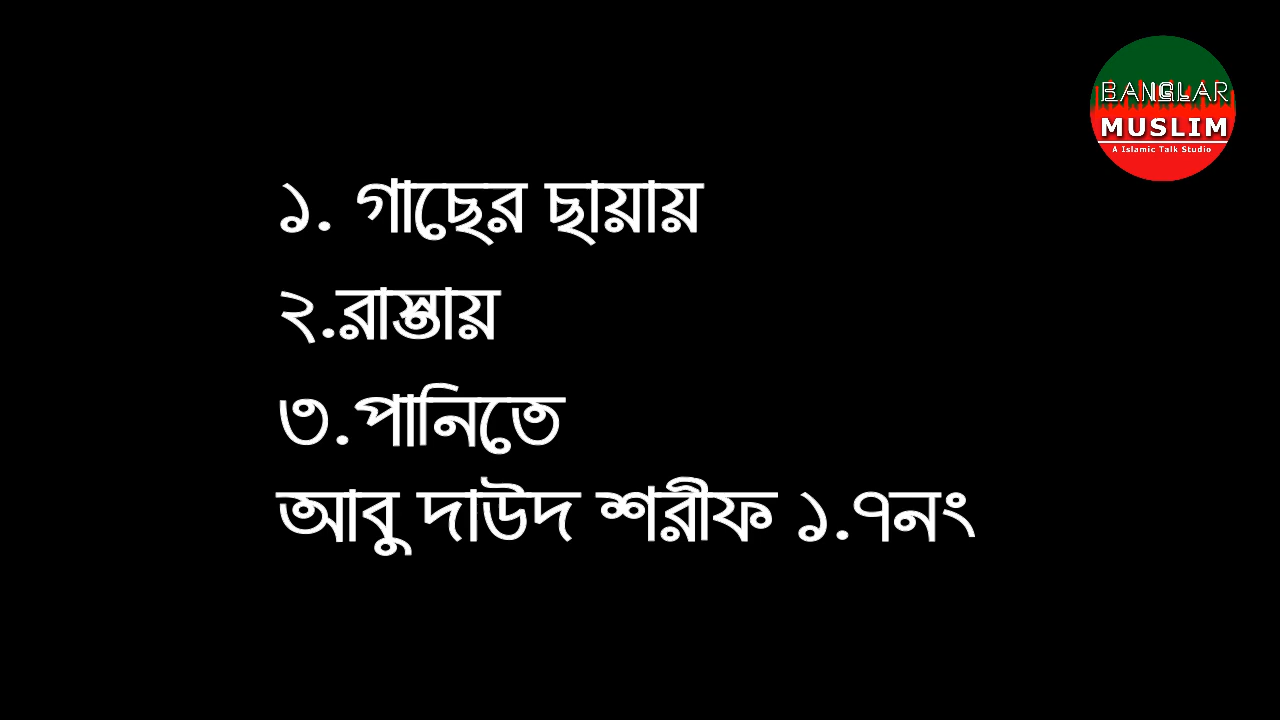 BANGLAR
MUSLIM
A Islamic Talk Studio
১. গাছের ছায়ায়
২.রাস্তায়
৩.পানিতে
আবু দাউদ শরীফ ১.৭নং